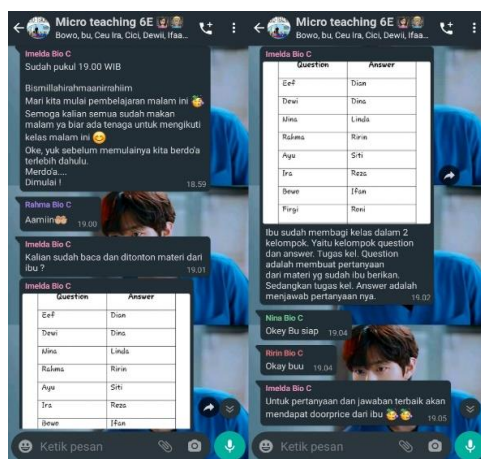 Micro teaching 6E
Bowo, bu, Ceu Ira, Cici, Dewii, Ifaa...
Imelda Bio C
Sudah pukul 19.00 WIB
Bismillahirahmaanirrahiim
Mari kita mulai pembelajaran malam ini
Semoga kalian semua sudah makan
malam ya biar ada tenaga untuk mengikuti
kelas malam ini
Oke, yuk sebelum memulainya kita berdo'a
terlebih dahulu.
Merdo'a....
Dimulai !
18.59
Rahma Bio C
Aamiin 19.00
Imelda Bio C
Kalian sudah baca dan ditonton materi dari
ibu ?
19.01
Imelda Bio C
Question Answer
Eef Dian
Dewi Dina
Nina Linda
Rahma Ririn
Ayu Siti
Ira Reza
Bewe Ifan
Ketik pesan
Micro teaching 6E
Bowo, bu, Ceu Ira, Cici, Dewii, Ifaa...
Imelda Bio C
Question Answer
Eef Dian
Dewi Dina
Nina Linda
Rahma Ririn
Ayu Siti
Ira Reza
Bewe Ifan
Firgi Roni
Ibu sudah membagi kelas dalam 2
kelompok. Yaitu kelompok question
dan answer. Tugas kel. Question
adalah membuat pertanyaan
dari materi yg sudah ibu berikan.
Sedangkan tugas kel. Answer adalah
menjawab pertanyaan nya.
19.02
Nina Bio C
Okey Bu siap 19.04
Ririn Bio C
Okay buu 19.04
Imelda Bio C
Untuk pertanyaan dan jawaban terbaik akan
mendapat doorprice dari ibu
19.05
Ketik pesan